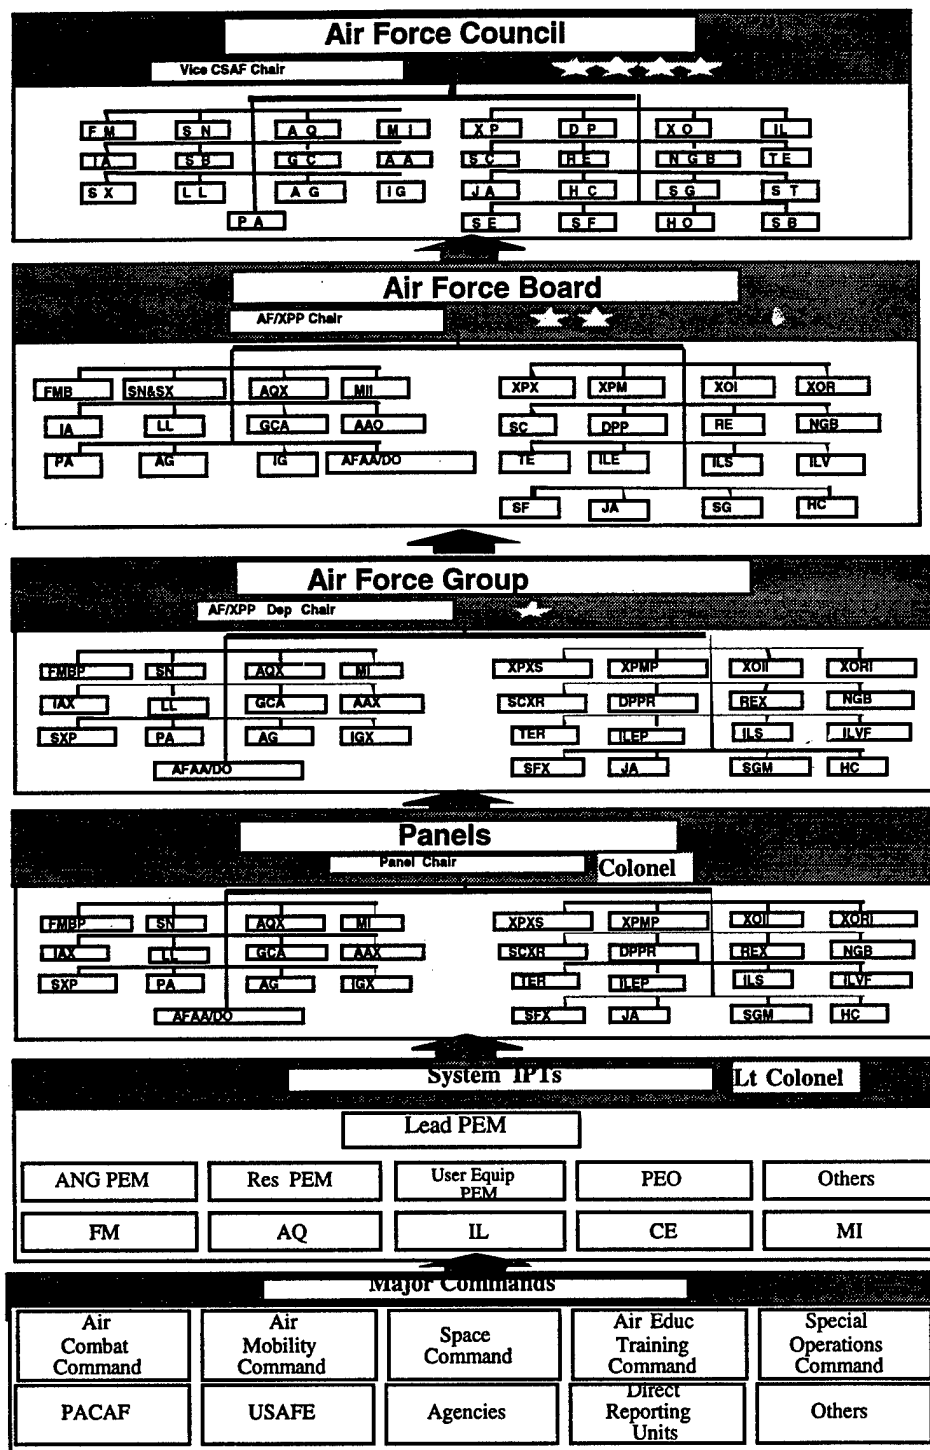 Air Force Council
Vice CSAF Chair
FM SN AQ MI XP DP XO IL
IA SB GC AA SC RE NGB TE
SX LL AG IG JA HC SG ST
PA SE SF HO SB
Air Force Board
AF/XPP Chair
FMB SN&SX AQX MII XPX XPM XOI XOR
IA LL GCA AAO SC DPP RE NGB
PA AG IG AFAA/DO TE ILE ILS ILV
SF JA SG HC
Air Force Group
AF/XPP Dep Chair
FMBP SN AQX MI XPXS XPMP XOII XORI
IAX LL GCA AAX SCXR DPPR REX NGB
SXP PA AG IGX TER ILEP ILS ILVF
AFAA/DO SFX JA SGM HC
Panels
Panel Chair Colonel
FMBP SN AQX MI XPXS XPMP XOII XORI
IAX LL GCA AAX SCXR DPPR REX NGB
SXP PA AG IGX TER ILEP ILS ILVF
AFAA/DO SFX JA SGM HC
System IPTs Lt Colonel
Lead PEM
ANG PEM Res PEM User Equip PEM PEO Others
FM AQ IL CE MI
Major Commands
Air Combat Command Air Mobility Command Space Command Air Educ Training Command Special Operations Command
PACAF USAFE Agencies Direct Reporting Units Others